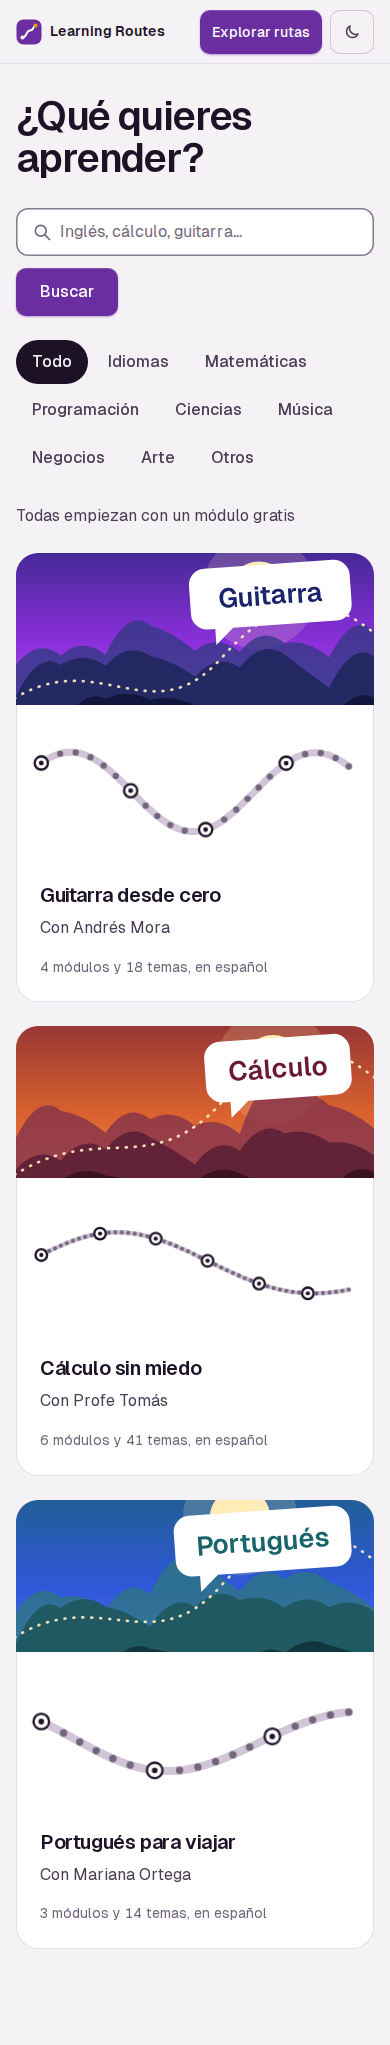 Learning Routes
Explorar rutas
¿Qué quieres
aprender?
Inglés, cálculo, guitarra...
Buscar
Todo Idiomas Matemáticas
Programación Ciencias Música
Negocios Arte Otros
Todas empiezan con un módulo gratis
Guitarra
Guitarra desde cero
Con Andrés Mora
4 módulos y 18 temas, en español
Cálculo
Cálculo sin miedo
Con Profe Tomás
6 módulos y 41 temas, en español
Portugués
Portugués para viajar
Con Mariana Ortega
3 módulos y 14 temas, en español